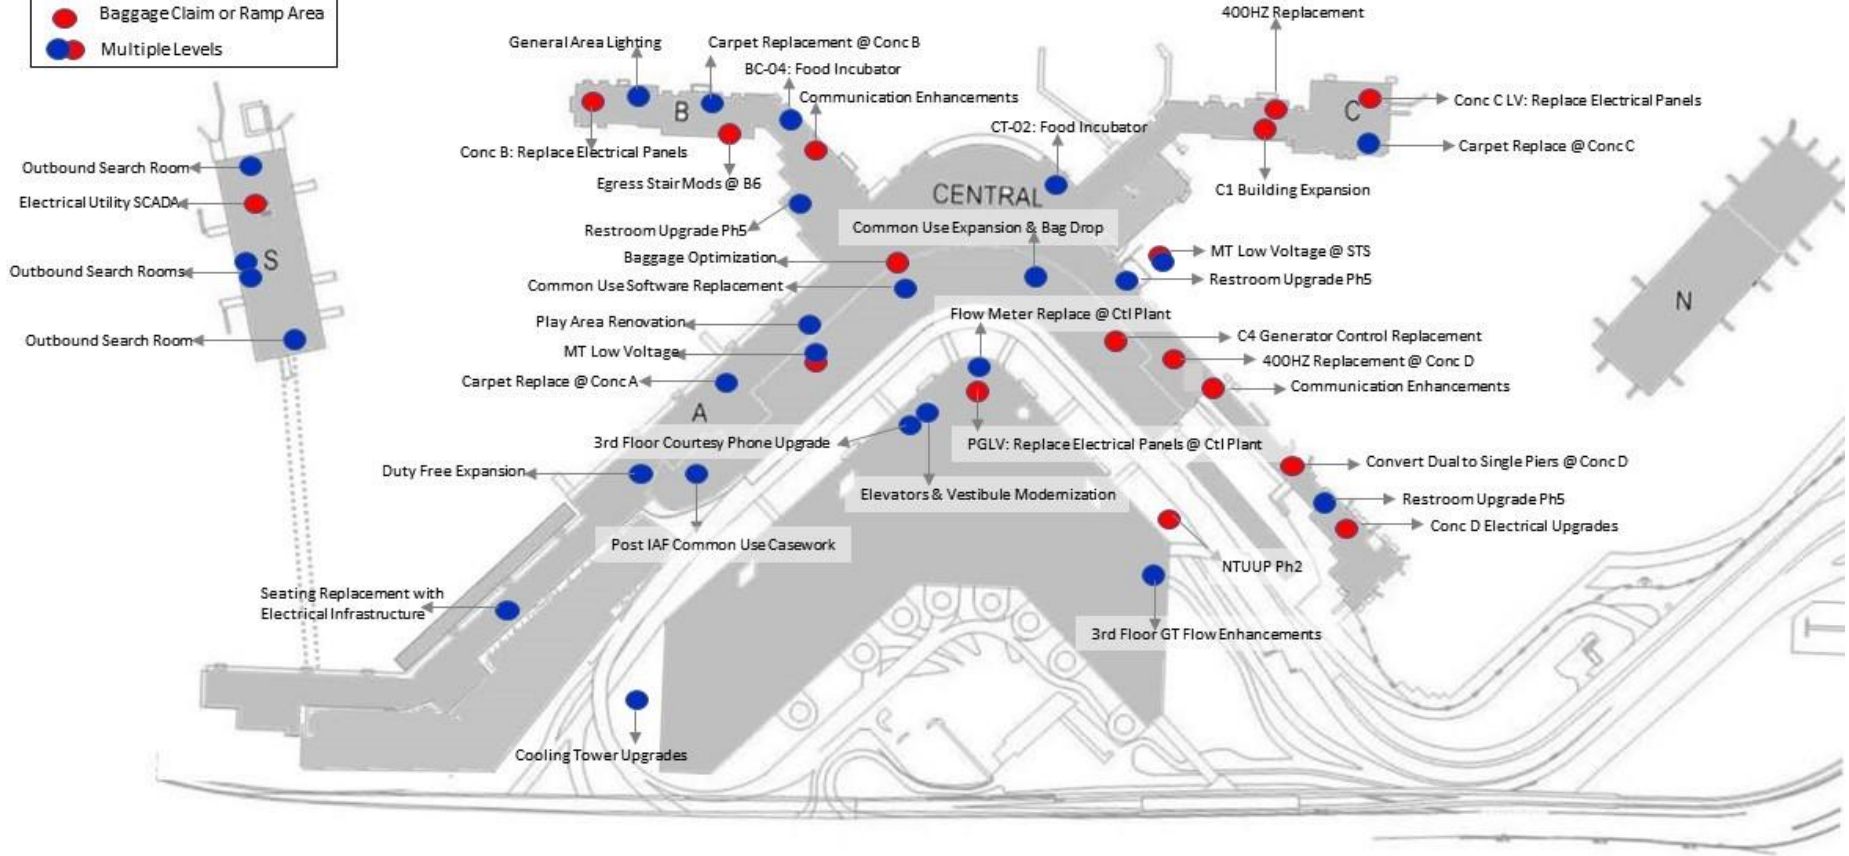 Baggage Claim or Ramp Area
Multiple Levels
400HZ Replacement
General Area Lighting
Carpet Replacement @ Conc B
BC-04: Food Incubator
Communication Enhancements
Conc C LV: Replace Electrical Panels
B
C
CT-02: Food Incubator
Carpet Replace @ Conc C
Conc B: Replace Electrical Panels
Outbound Search Room
Egress Stair Mods @ B6
C1 Building Expansion
CENTRAL
Electrical Utility SCADA
Restroom Upgrade Ph5
Common Use Expansion & Bag Drop
MT Low Voltage @ STS
Baggage Optimization
S
Outbound Search Rooms
Restroom Upgrade Ph5
Common Use Software Replacement
N
Flow Meter Replace @ Ctl Plant
Play Area Renovation
C4 Generator Control Replacement
Outbound Search Room
MT Low Voltage
400HZ Replacement @ Conc D
Carpet Replace @ Conc A
Communication Enhancements
A
3rd Floor Courtesy Phone Upgrade
PGLV: Replace Electrical Panels @ Ctl Plant
Convert Dual to Single Piers @ Conc D
Duty Free Expansion
Elevators & Vestibule Modernization
Restroom Upgrade Ph5
Conc D Electrical Upgrades
Post IAF Common Use Casework
NTUUP Ph2
Seating Replacement with
Electrical Infrastructure
3rd Floor GT Flow Enhancements
Cooling Tower Upgrades